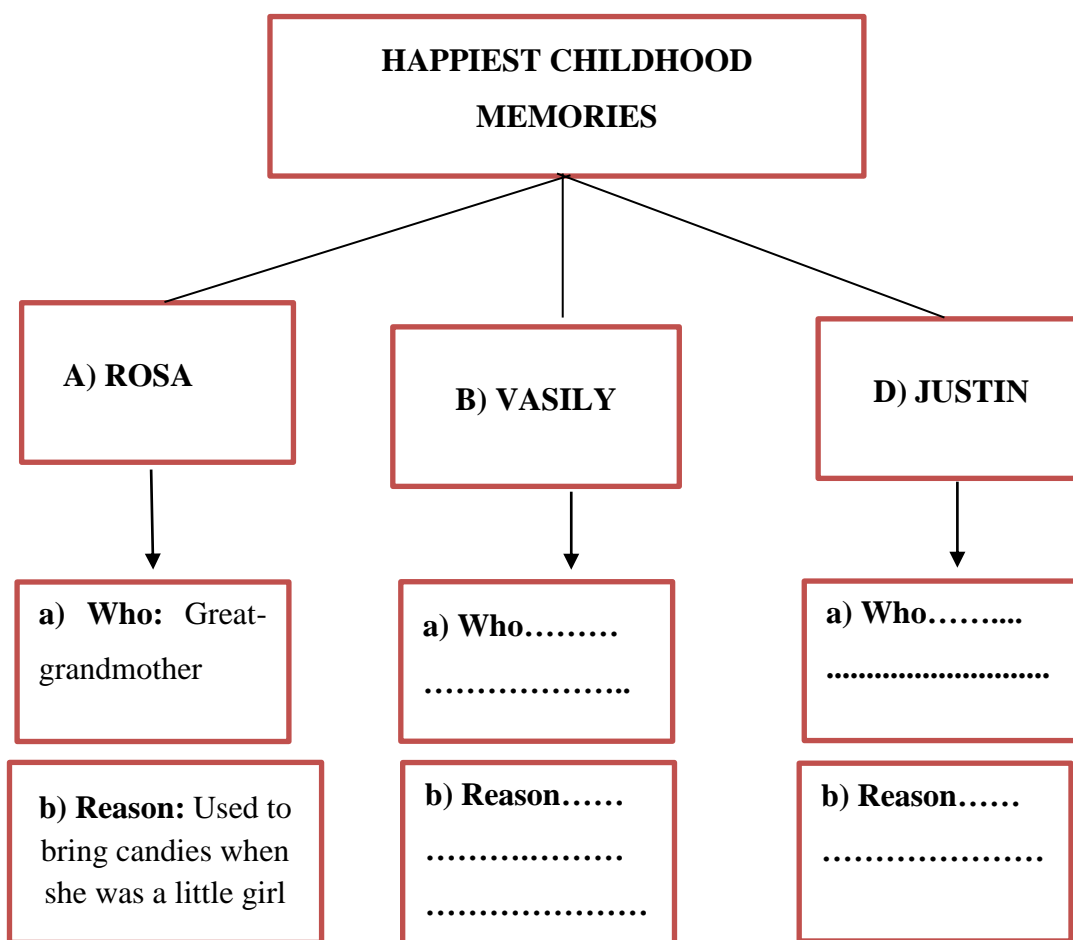 HAPPIEST CHILDHOOD
MEMORIES
A) ROSA
B) VASILY
D) JUSTIN
a) Who: Great-
grandmother
a) Who………
………………..
a) Who……....
............................
b) Reason: Used to
bring candies when
she was a little girl
b) Reason……
………..………
…………………
b) Reason……
…………………